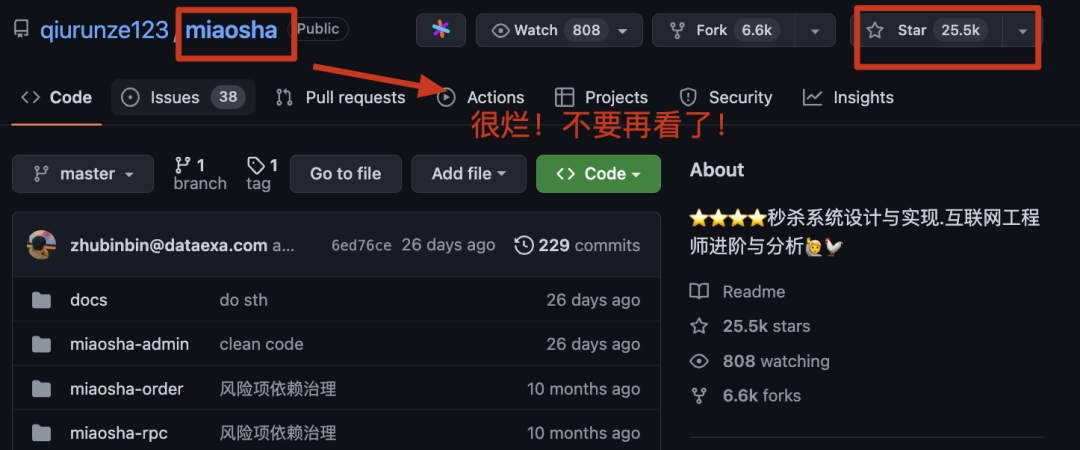 qiurunze123/miaosha Public Watch 808 Fork 6.6k Star 25.5k
Code Issues 38 Pull requests Actions Projects Security Insights
很烂！不要再看了！
master 1 branch 1 tag Go to file Add file Code
zhubinbin@dataexa.com a... 6ed76ce 26 days ago 229 commits
docs do sth 26 days ago
miaosha-admin clean code 26 days ago
miaosha-order 风险项依赖治理 10 months ago
miaosha-rpc 风险项依赖治理 10 months ago
About
⭐⭐⭐⭐秒杀系统设计与实现.互联网工程
师进阶与分析🙋🐓
Readme
25.5k stars
808 watching
6.6k forks